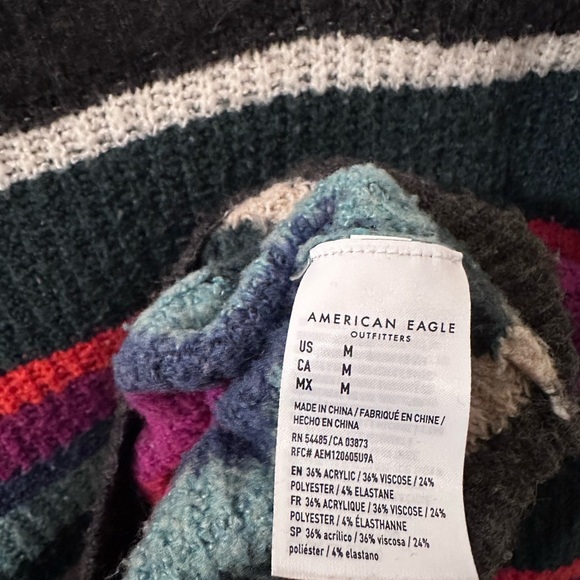 AMERICAN EAGLE
OUTFITTERS
US M
CA M
MX M
MADE IN CHINA / FABRIQUÉ EN CHINE /
HECHO EN CHINA
RN 54485/CA 03873
RFC# AEM120605U9A
EN 36% ACRYLIC / 36% VISCOSE / 24%
POLYESTER / 4% ELASTANE
FR 36% ACRYLIQUE / 36% VISCOSE / 24%
POLYESTER / 4% ÉLASTHANNE
SP 36% acrílico / 36% viscosa / 24%
poliéster / 4% elastano